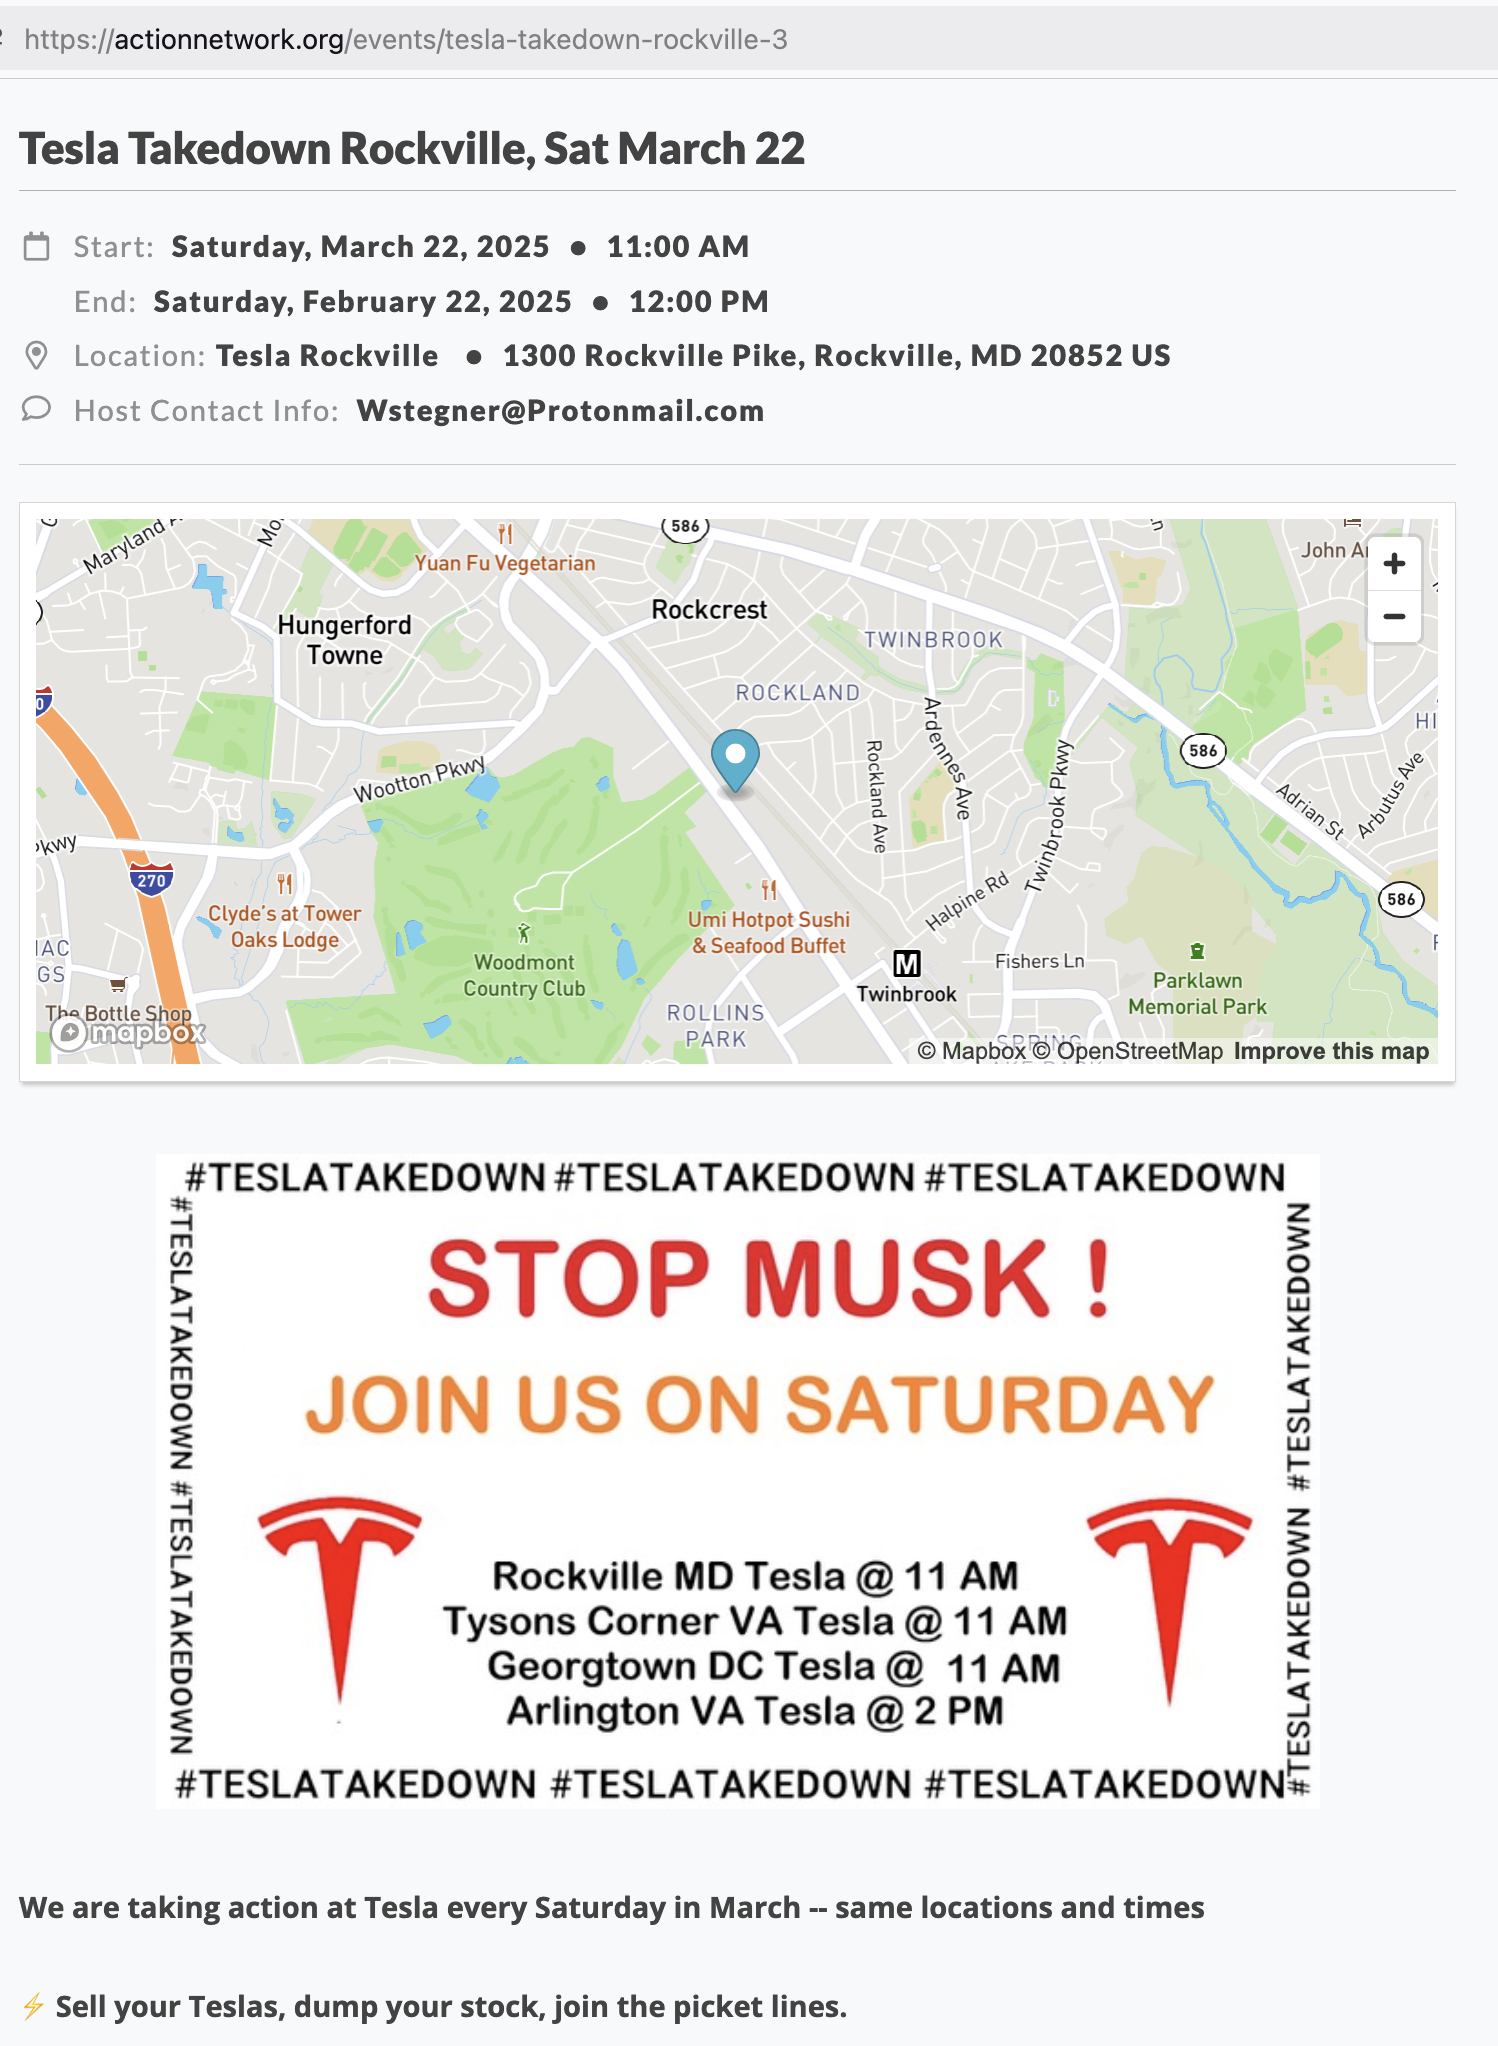 https://actionnetwork.org/events/tesla-takedown-rockville-3
Tesla Takedown Rockville, Sat March 22
Start: Saturday, March 22, 2025 ● 11:00 AM
End: Saturday, February 22, 2025 ● 12:00 PM
Location: Tesla Rockville ● 1300 Rockville Pike, Rockville, MD 20852 US
Host Contact Info: Wstegner@Protonmail.com
586
Maryland
Mo
Yuan Fu Vegetarian
John Ar
+
−
Hungerford
Towne
Rockcrest
TWINBROOK
ROCKLAND
0
HI
Ardennes Ave
Rockland Ave
Twinbrook Pkwy
586
Wootton Pkwy
Adrian St
Arbutus Ave
Pkwy
270
Clyde's at Tower
Oaks Lodge
Umi Hotpot Sushi
& Seafood Buffet
Halpine Rd
586
IAC
GS
Woodmont
Country Club
M
Twinbrook
Fishers Ln
Parklawn
Memorial Park
The Bottle Shop
mapbox
ROLLINS
PARK
SPRING
© Mapbox © OpenStreetMap Improve this map
#TESLATAKEDOWN #TESLATAKEDOWN #TESLATAKEDOWN
#TESLATAKEDOWN #TESLATAKEDOWN
STOP MUSK !
JOIN US ON SATURDAY
Rockville MD Tesla @ 11 AM
Tysons Corner VA Tesla @ 11 AM
Georgtown DC Tesla @ 11 AM
Arlington VA Tesla @ 2 PM
#TESLATAKEDOWN #TESLATAKEDOWN
#TESLATAKEDOWN #TESLATAKEDOWN #TESLATAKEDOWN
We are taking action at Tesla every Saturday in March -- same locations and times
⚡ Sell your Teslas, dump your stock, join the picket lines.